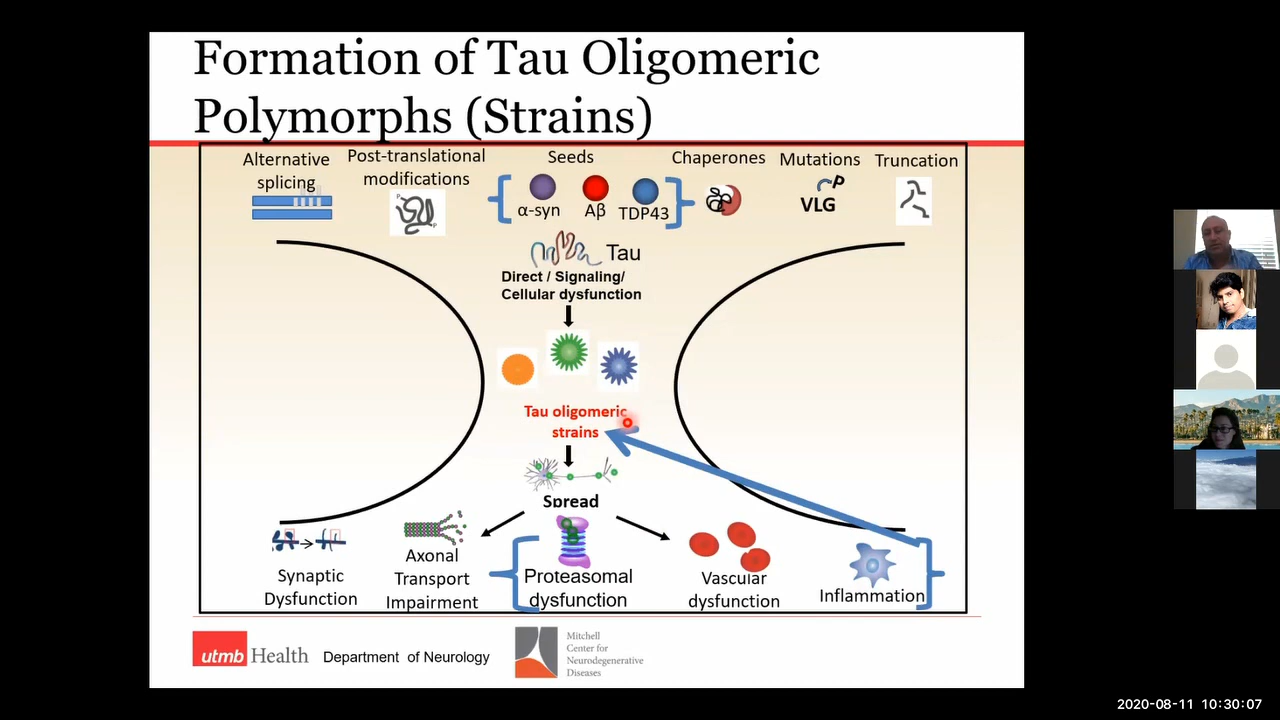 Formation of Tau Oligomeric
Polymorphs (Strains)
Alternative
splicing
Post-translational
modifications
P
P
Seeds
α-syn
Aβ
TDP43
Chaperones
Mutations
P
VLG
Truncation
Tau
Direct / Signaling/
Cellular dysfunction
Tau oligomeric
strains
Spread
Synaptic
Dysfunction
Axonal
Transport
Impairment
Proteasomal
dysfunction
Vascular
dysfunction
Inflammation
utmb Health
Department of Neurology
Mitchell
Center for
Neurodegenerative
Diseases
2020-08-11 10:30:07